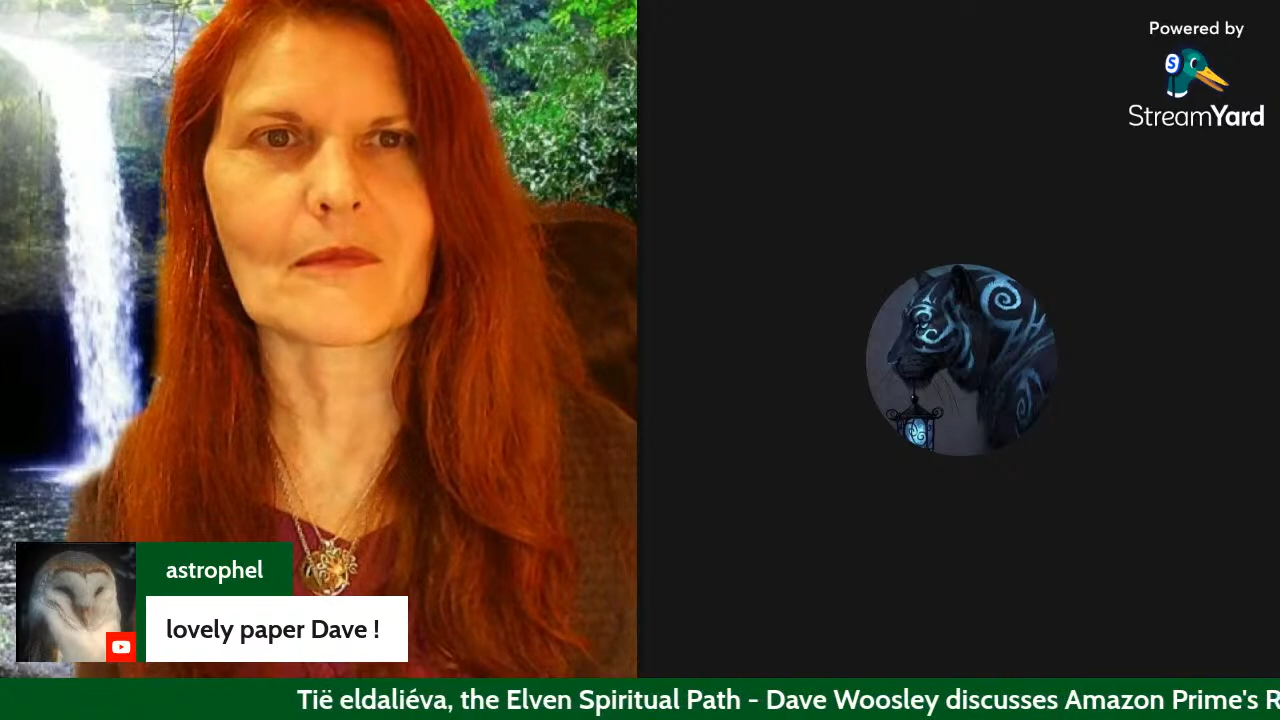 Powered by
S
StreamYard
astrophel
lovely paper Dave !
Tië eldaliéva, the Elven Spiritual Path - Dave Woosley discusses Amazon Prime's R